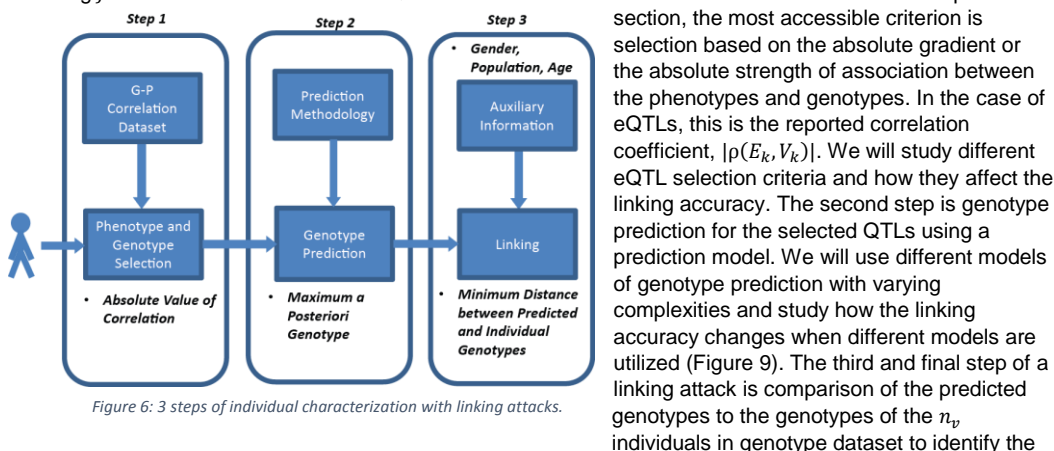 Step 1
Step 2
Step 3
G-P
Correlation
Dataset
Phenotype and
Genotype
Selection
• Absolute Value of
Correlation
Prediction
Methodology
Genotype
Prediction
• Maximum a
Posteriori
Genotype
• Gender,
Population, Age
Auxiliary
Information
Linking
• Minimum Distance
between Predicted
and Individual
Genotypes
Figure 6: 3 steps of individual characterization with linking attacks.
section, the most accessible criterion is
selection based on the absolute gradient or
the absolute strength of association between
the phenotypes and genotypes. In the case of
eQTLs, this is the reported correlation
coefficient, |ρ(E_k, V_k)|. We will study different
eQTL selection criteria and how they affect the
linking accuracy. The second step is genotype
prediction for the selected QTLs using a
prediction model. We will use different models
of genotype prediction with varying
complexities and study how the linking
accuracy changes when different models are
utilized (Figure 9). The third and final step of a
linking attack is comparison of the predicted
genotypes to the genotypes of the n_v
individuals in genotype dataset to identify the